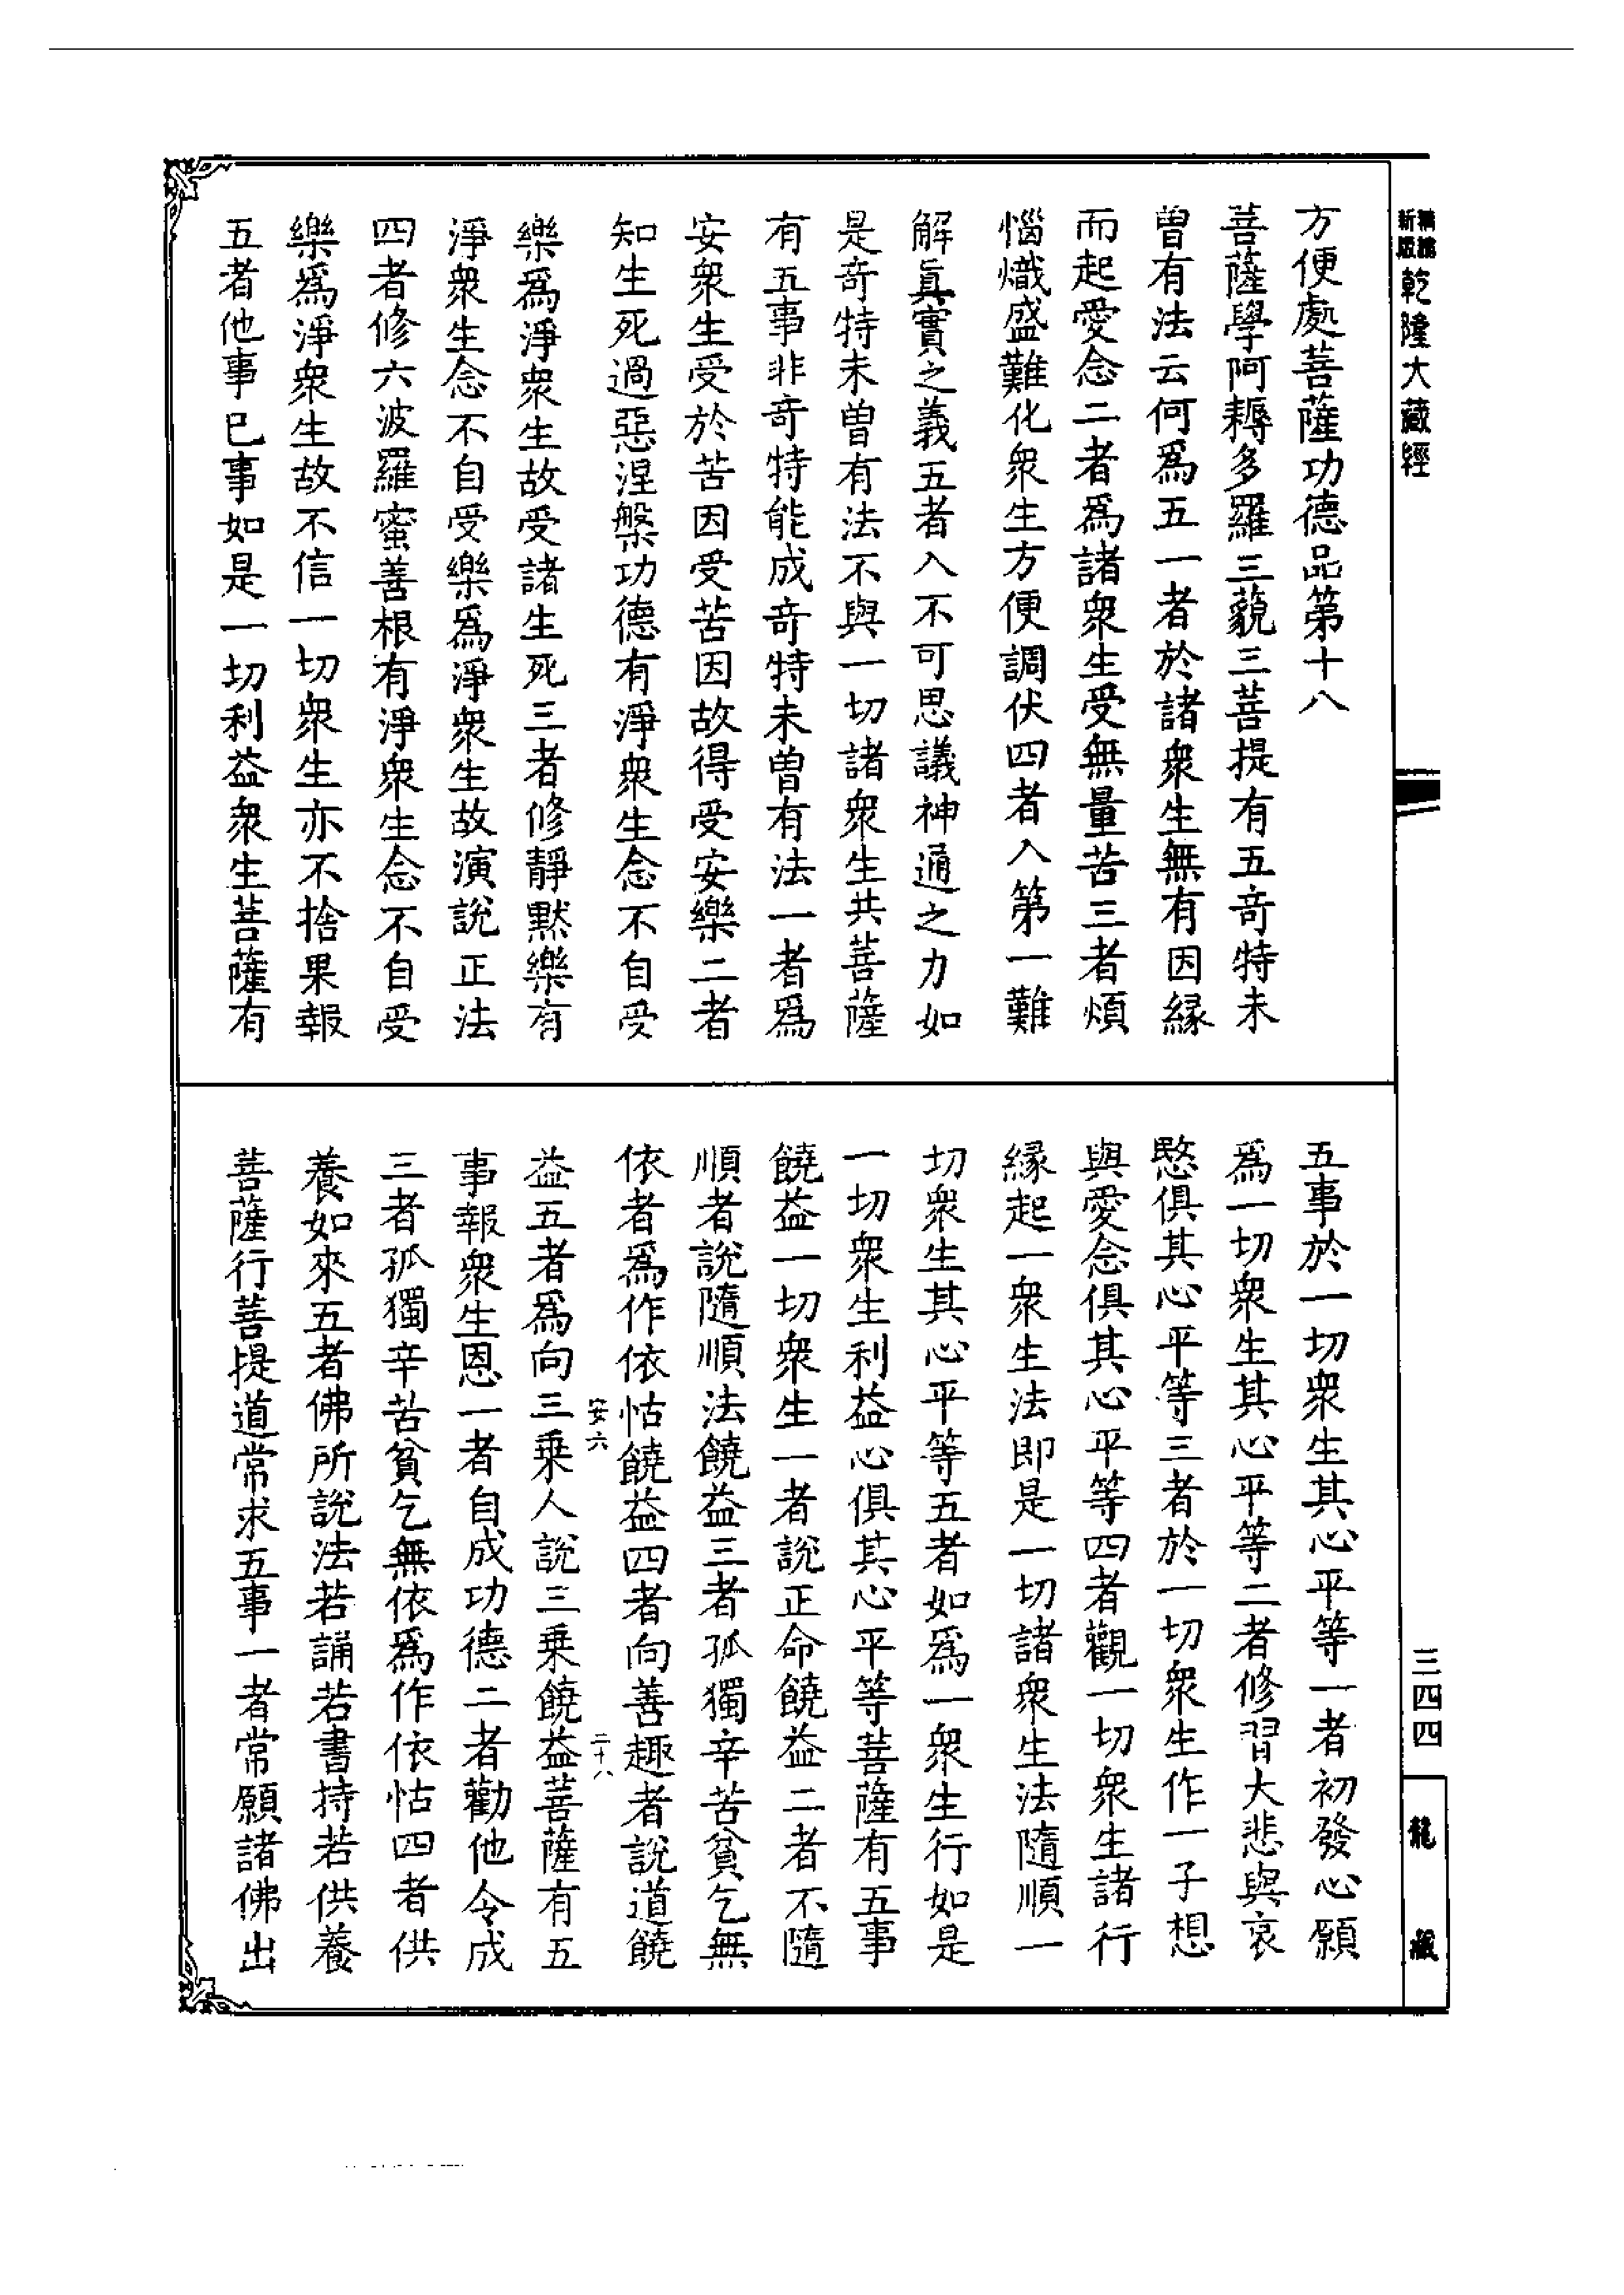 新版
精縮
乾隆大藏經
方便處菩薩功德品第十八
菩薩學阿耨多羅三藐三菩提有五竒特未
曾有法云何爲五一者於諸衆生無有因縁
而起愛念二者爲諸衆生受無量苦三者煩
惱熾盛難化衆生方便調伏四者入第一難
解眞實之義五者入不可思議神通之力如
是竒特未曾有法不與一切諸衆生共菩薩
有五事非竒特能成竒特未曾有法一者爲
安衆生受於苦因受苦因故得受安樂二者
知生死過惡涅槃功德有淨衆生念不自受
樂爲淨衆生故受諸生死三者修靜默樂有
淨衆生念不自受樂爲淨衆生故演說正法
四者修六波羅蜜善根有淨衆生念不自受
樂爲淨衆生故不信一切衆生亦不捨果報
五者他事已事如是一切利益衆生菩薩有
五事於一切衆生其心平等一者初發心願
爲一切衆生其心平等二者修習大悲與哀
愍俱其心平等三者於一切衆生作一子想
與愛念俱其心平等四者觀一切衆生諸行
縁起一衆生法即是一切諸衆生法隨順一
切衆生其心平等五者如爲一衆生行如是
一切衆生利益心俱其心平等菩薩有五事
饒益一切衆生一者說正命饒益二者不隨
順者說隨順法饒益三者孤獨辛苦貧乞無
依者爲作依怙饒益四者向善趣者說道饒
安六
二十八
益五者爲向三乗人說三乗饒益菩薩有五
事報衆生恩一者自成功德二者勸他令成
三者孤獨辛苦貧乞無依爲作依怙四者供
養如來五者佛所說法若誦若書持若供養
菩薩行菩提道常求五事一者常願諸佛出
三四四
龍藏